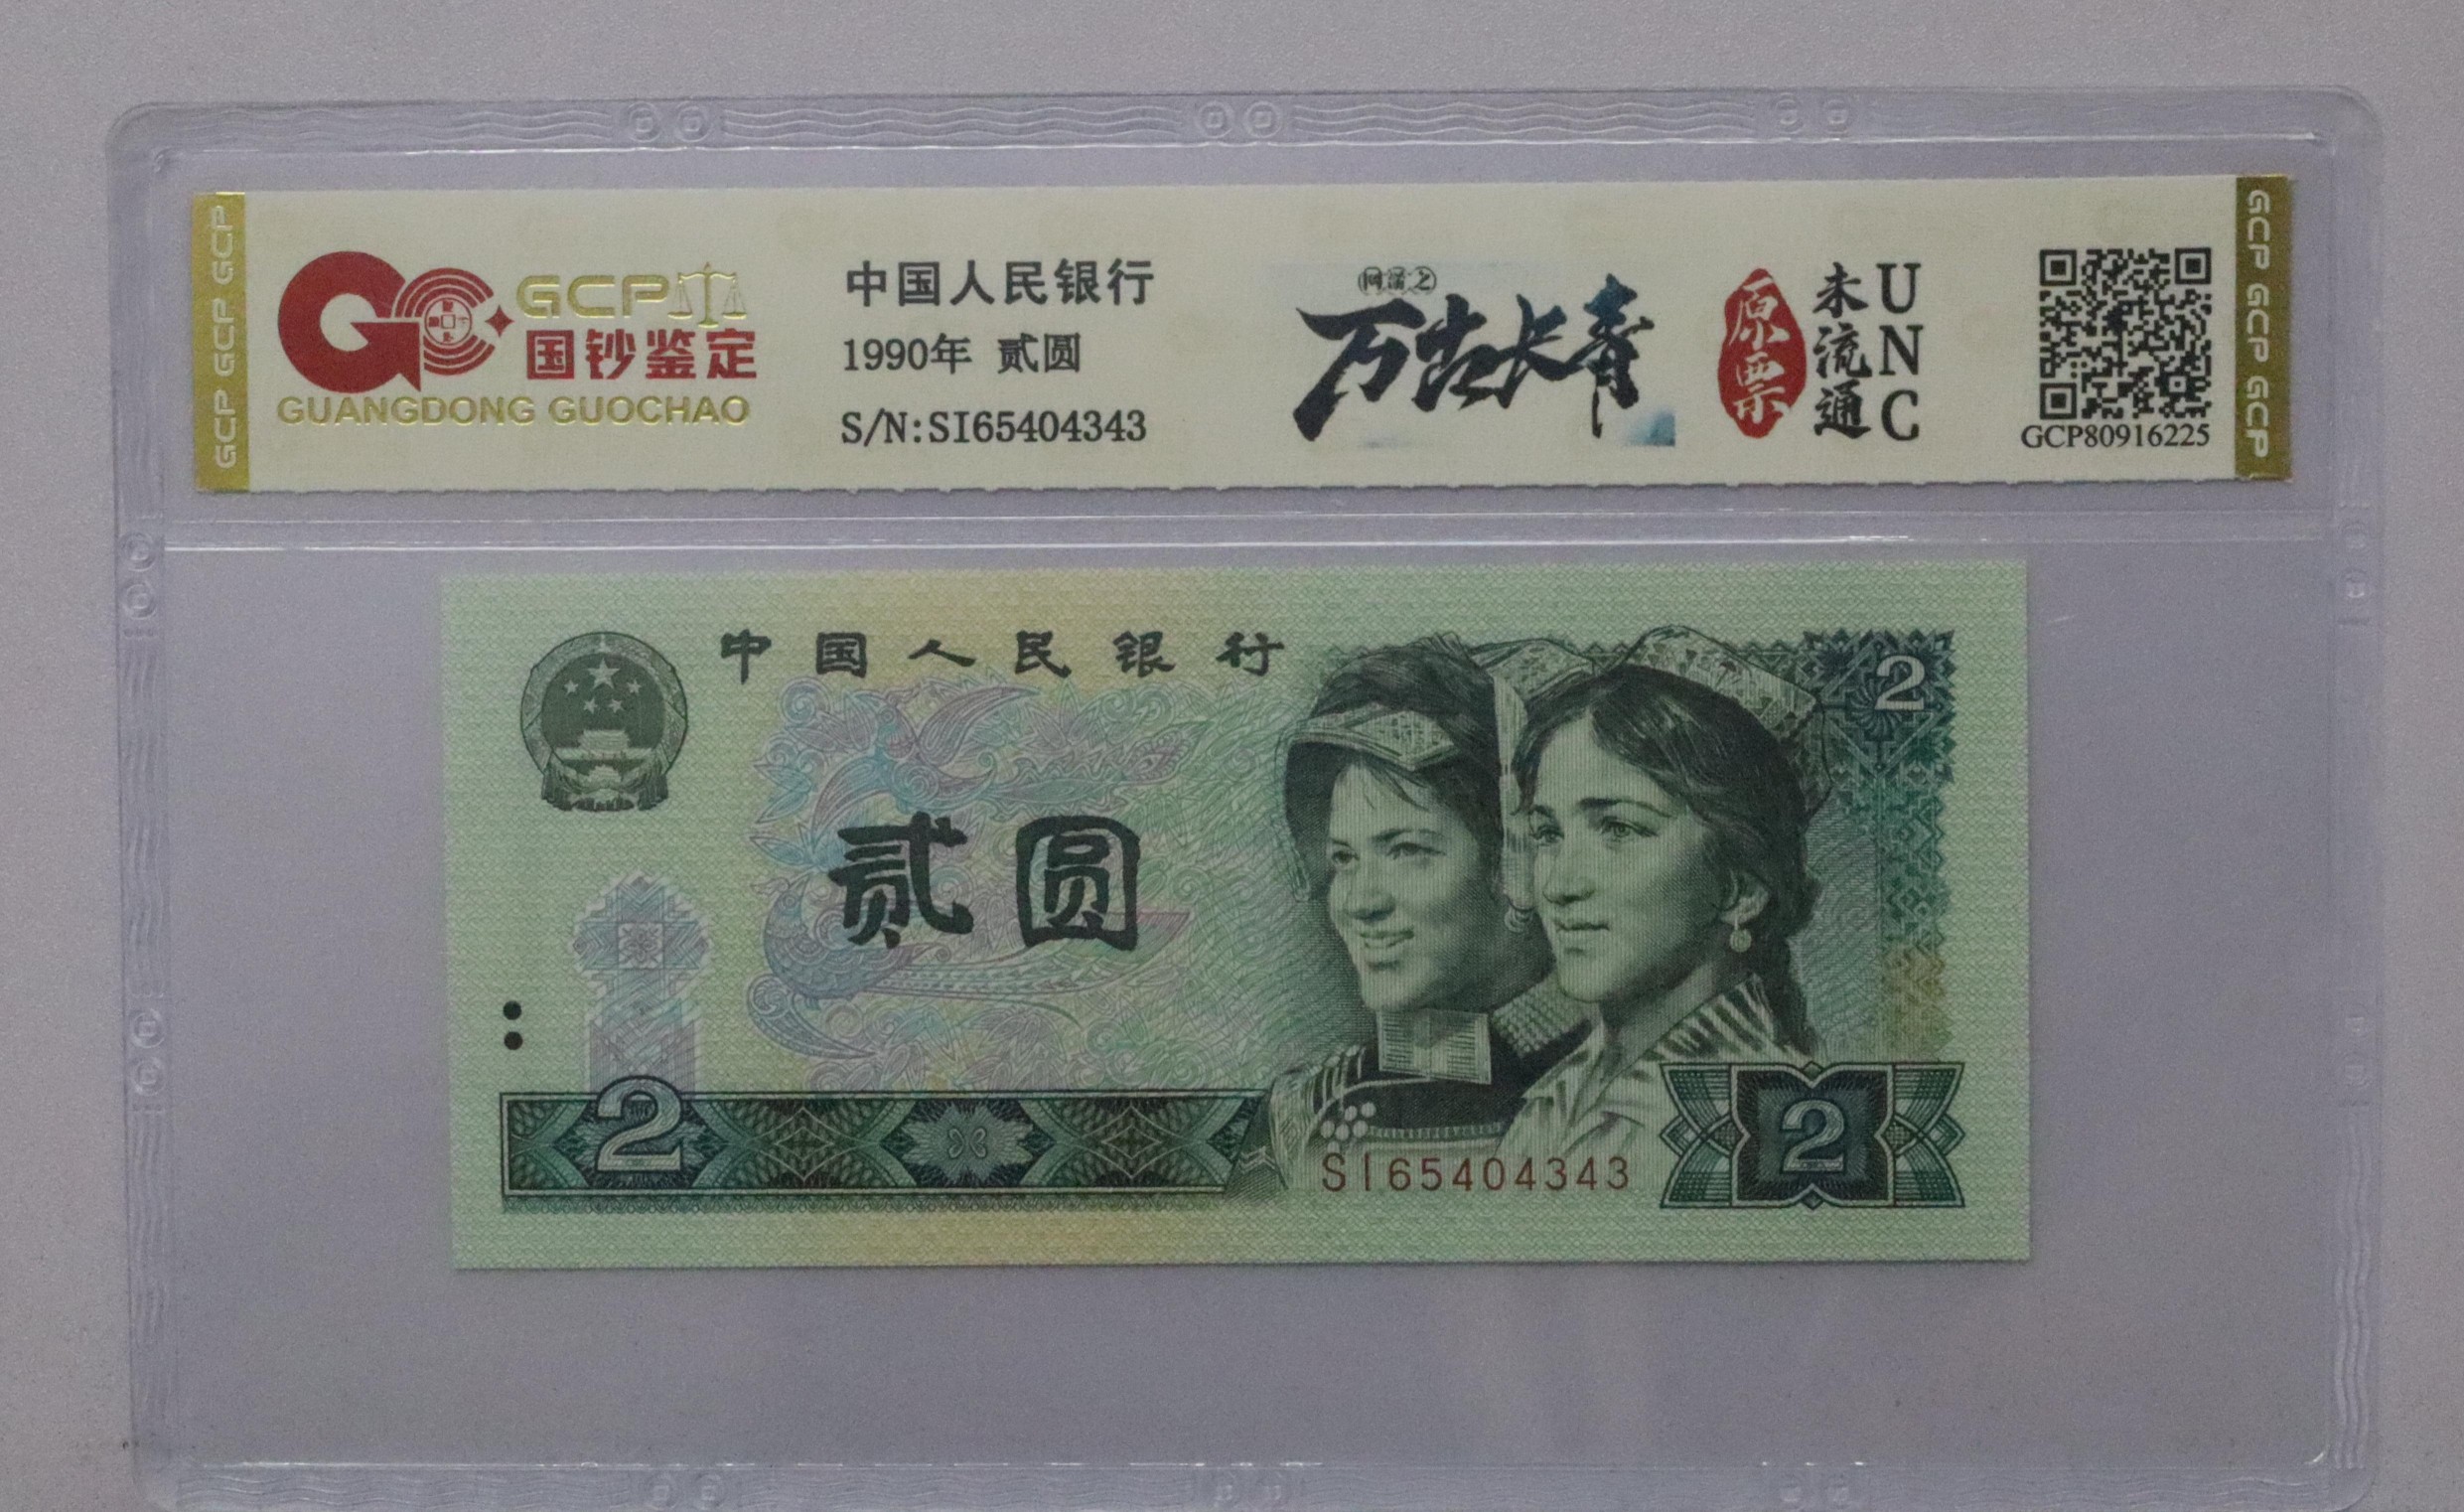 GCP GCP GCP
GCP
国钞鉴定
GUANGDONG GUOCHAO
中国人民银行
1990年 贰圆
S/N:SI65404343
万古长青
原票
未流通
UNC
GCP80916225
GCP GCP GCP
中国人民银行
2
贰圆
2
SI65404343
2